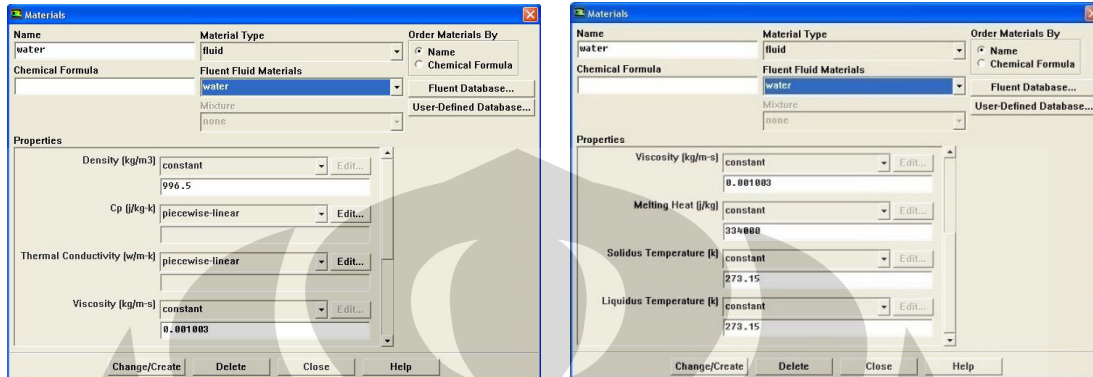 Materials
Name
Material Type
Order Materials By
water
fluid
Name
Chemical Formula
Chemical Formula
Fluent Fluid Materials
water
Fluent Database...
Mixture
User-Defined Database...
none
Properties
Density (kg/m3) constant Edit...
996.5
Cp (j/kg-k) piecewise-linear Edit...
Thermal Conductivity (w/m-k) piecewise-linear Edit...
Viscosity (kg/m-s) constant Edit...
0.001003
Change/Create Delete Close Help
Materials
Name
Material Type
Order Materials By
water
fluid
Name
Chemical Formula
Chemical Formula
Fluent Fluid Materials
water
Fluent Database...
Mixture
User-Defined Database...
none
Properties
Viscosity (kg/m-s) constant Edit...
0.001003
Melting Heat (j/kg) constant Edit...
334000
Solidus Temperature (k) constant Edit...
273.15
Liquidus Temperature (k) constant Edit...
273.15
Change/Create Delete Close Help